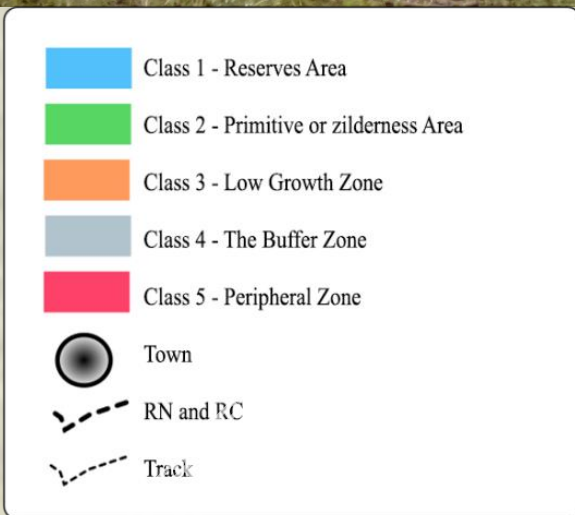 Class 1 - Reserves Area
Class 2 - Primitive or zilderness Area
Class 3 - Low Growth Zone
Class 4 - The Buffer Zone
Class 5 - Peripheral Zone
Town
RN and RC
Track